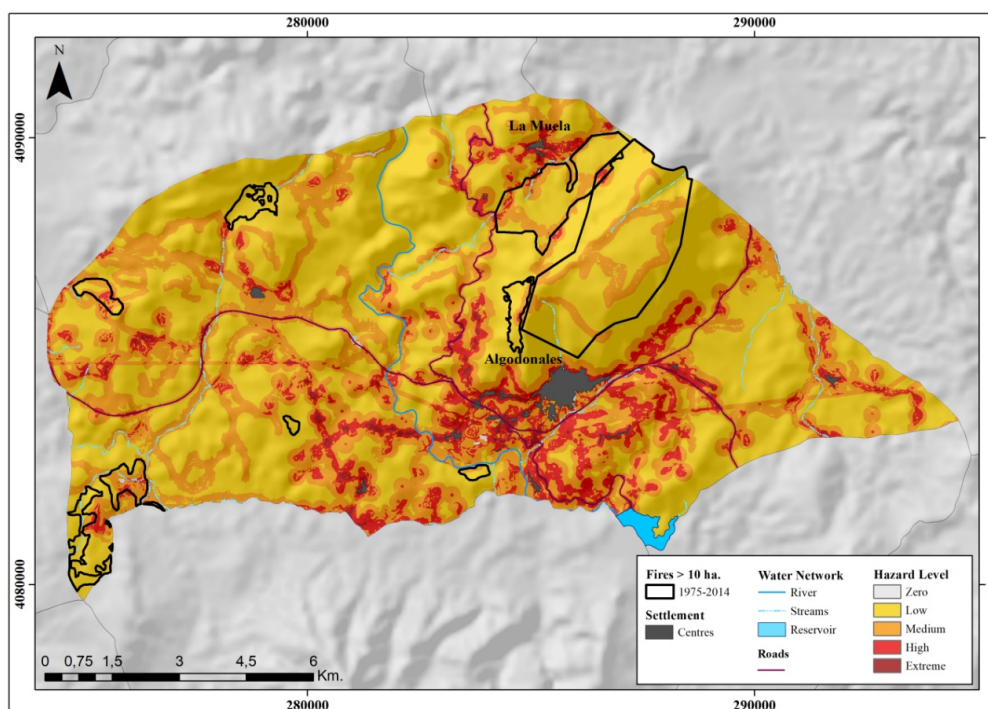 280000
290000
N
4090000
4080000
La Muela
Algodonales
0 0,75 1,5 3 4,5 6
Km.
Fires > 10 ha.
1975-2014
Settlement
Centres
Water Network
River
Streams
Reservoir
Roads
Hazard Level
Zero
Low
Medium
High
Extreme
280000
290000